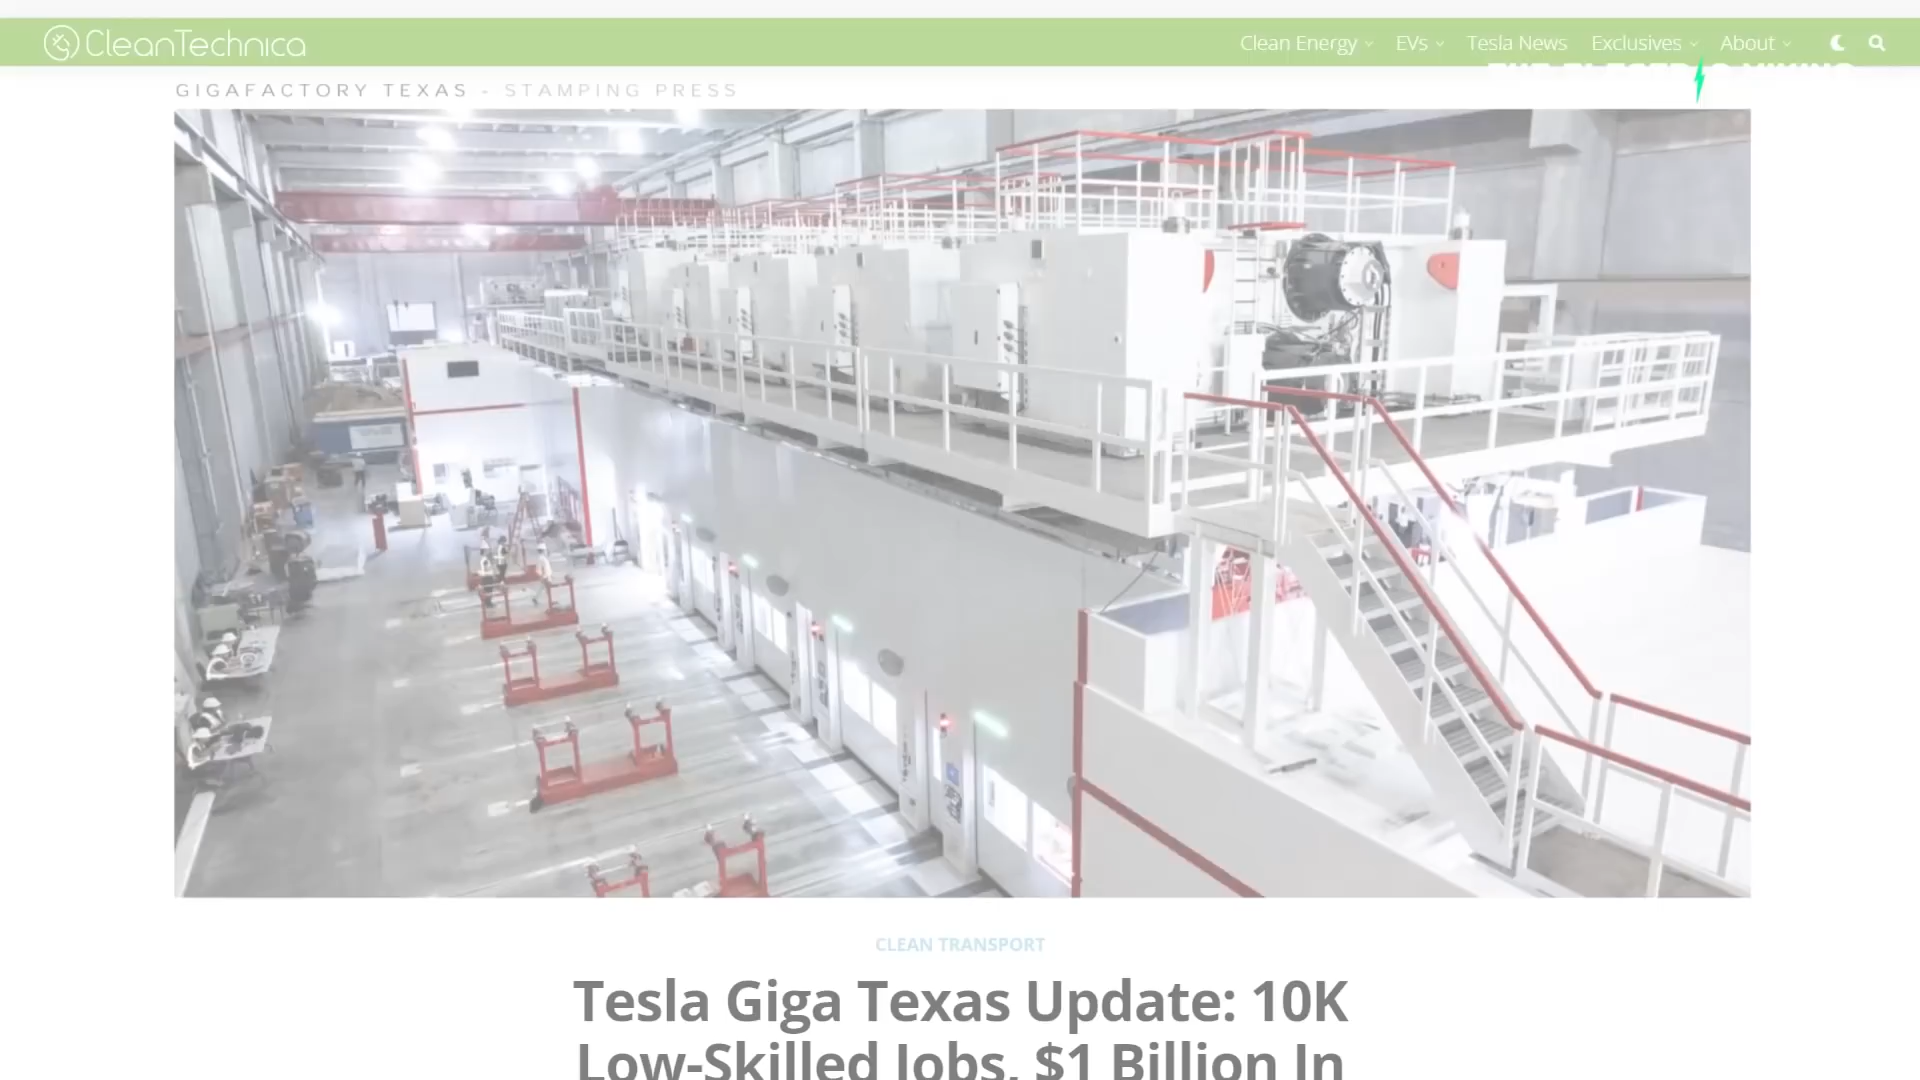 CleanTechnica
Clean Energy
EVs
Tesla News
Exclusives
About
GIGAFACTORY TEXAS - STAMPING PRESS
CLEAN TRANSPORT
Tesla Giga Texas Update: 10K
Low-Skilled Jobs, $1 Billion In